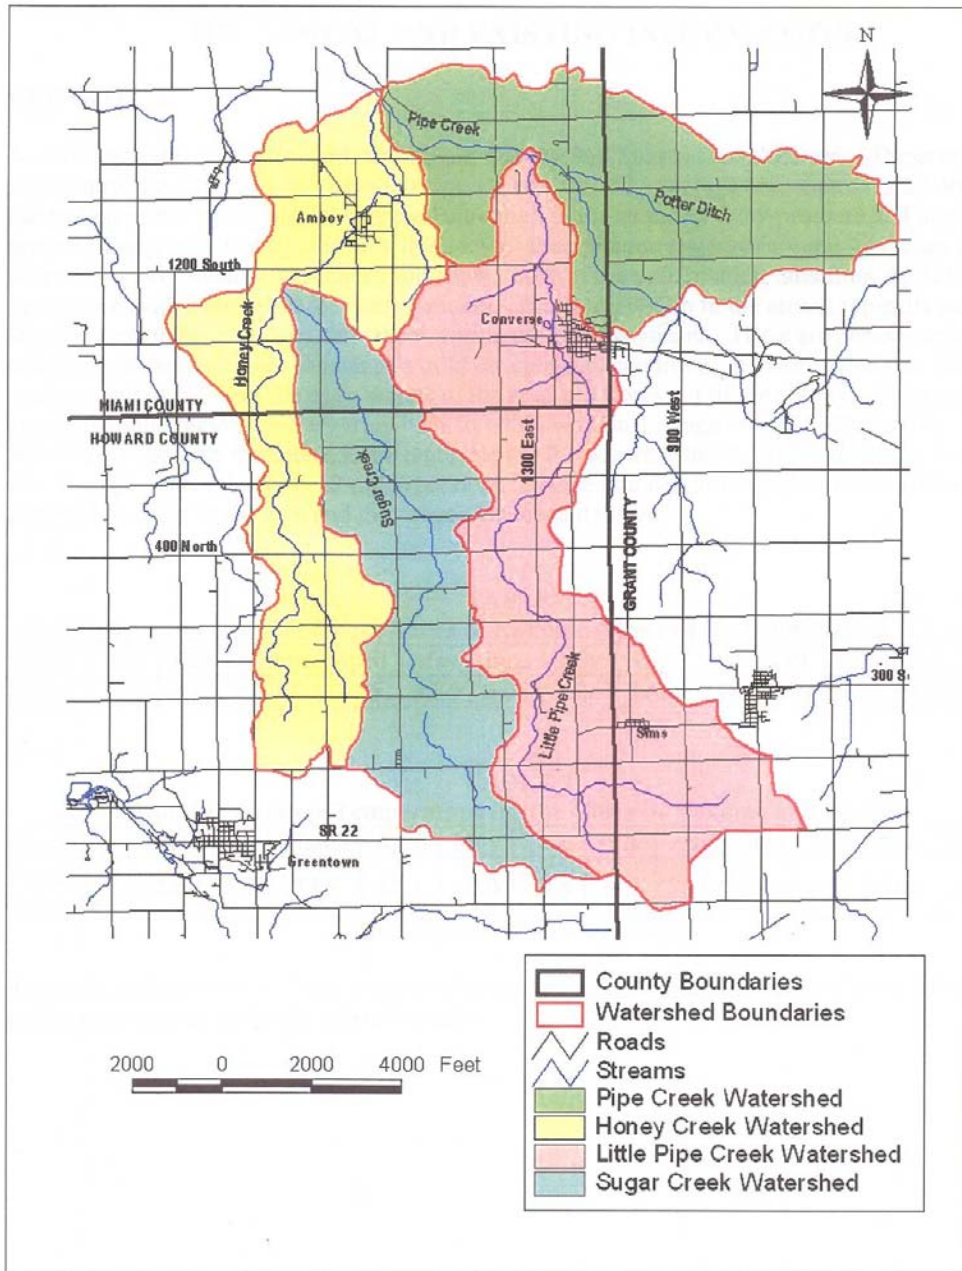 N
Pipe Creek
Potter Ditch
Amboy
1200 South
Converse
Honey Creek
MIAMI COUNTY
HOWARD COUNTY
1300 East
900 West
Sugar Creek
400 North
GRANT COUNTY
300 S
Little Pipe Creek
Sims
SR 22
Greentown
County Boundaries
Watershed Boundaries
Roads
Streams
Pipe Creek Watershed
Honey Creek Watershed
Little Pipe Creek Watershed
Sugar Creek Watershed
2000 0 2000 4000 Feet